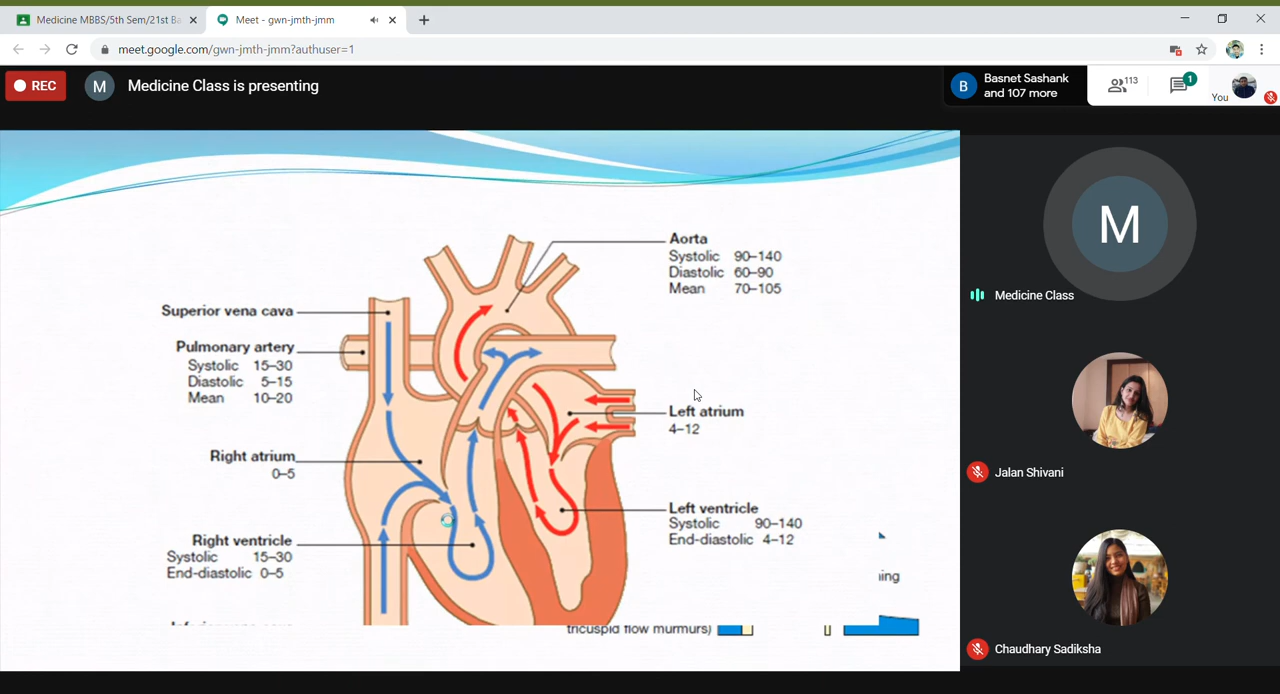 Medicine MBBS/5th Sem/21st Ba
Meet - gwn-jmth-jmm
meet.google.com/gwn-jmth-jmm?authuser=1
REC
M
Medicine Class is presenting
B
Basnet Sashank
and 107 more
113
1
You
Aorta
Systolic 90–140
Diastolic 60–90
Mean 70–105
Superior vena cava
Pulmonary artery
Systolic 15–30
Diastolic 5–15
Mean 10–20
Left atrium
4–12
Right atrium
0–5
Left ventricle
Systolic 90–140
End-diastolic 4–12
Right ventricle
Systolic 15–30
End-diastolic 0–5
ning
tricuspid flow murmurs)
M
Medicine Class
Jalan Shivani
Chaudhary Sadiksha